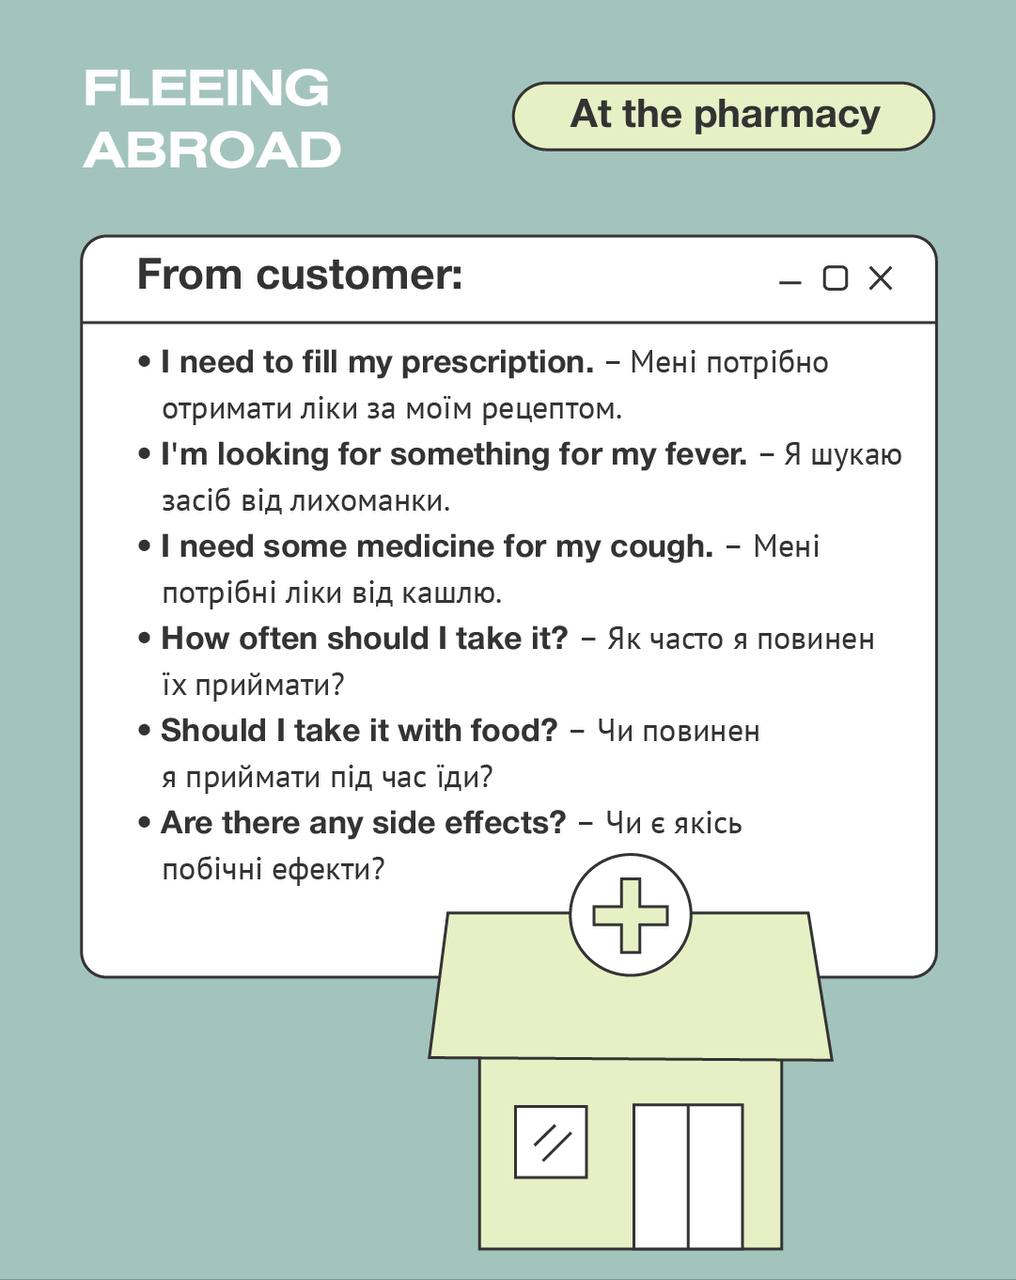 FLEEING
ABROAD
At the pharmacy
From customer:
• I need to fill my prescription. – Мені потрібно
отримати ліки за моїм рецептом.
• I'm looking for something for my fever. – Я шукаю
засіб від лихоманки.
• I need some medicine for my cough. – Мені
потрібні ліки від кашлю.
• How often should I take it? – Як часто я повинен
їх приймати?
• Should I take it with food? – Чи повинен
я приймати під час їди?
• Are there any side effects? – Чи є якісь
побічні ефекти?